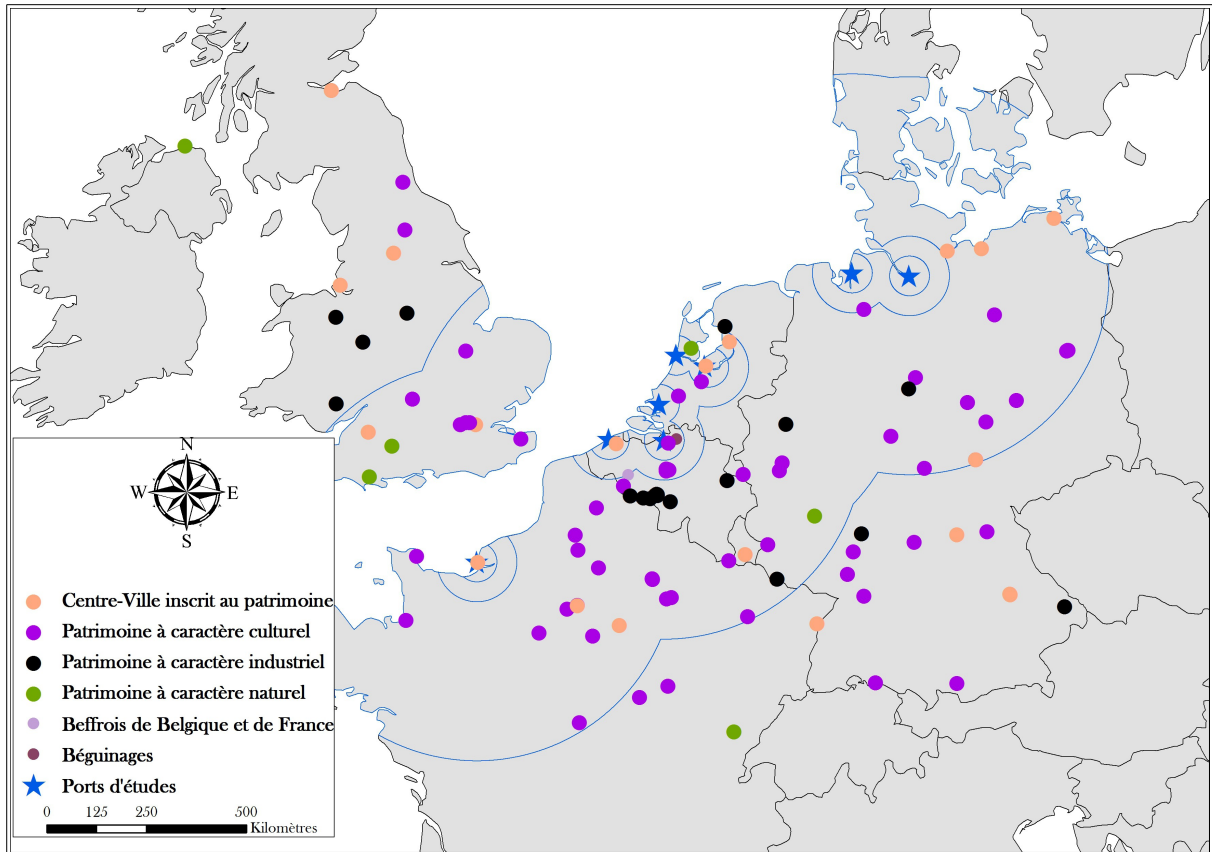 N
W E
S
Centre-Ville inscrit au patrimoine
Patrimoine à caractère culturel
Patrimoine à caractère industriel
Patrimoine à caractère naturel
Beffrois de Belgique et de France
Béguinages
Ports d'études
0 125 250 500
Kilomètres